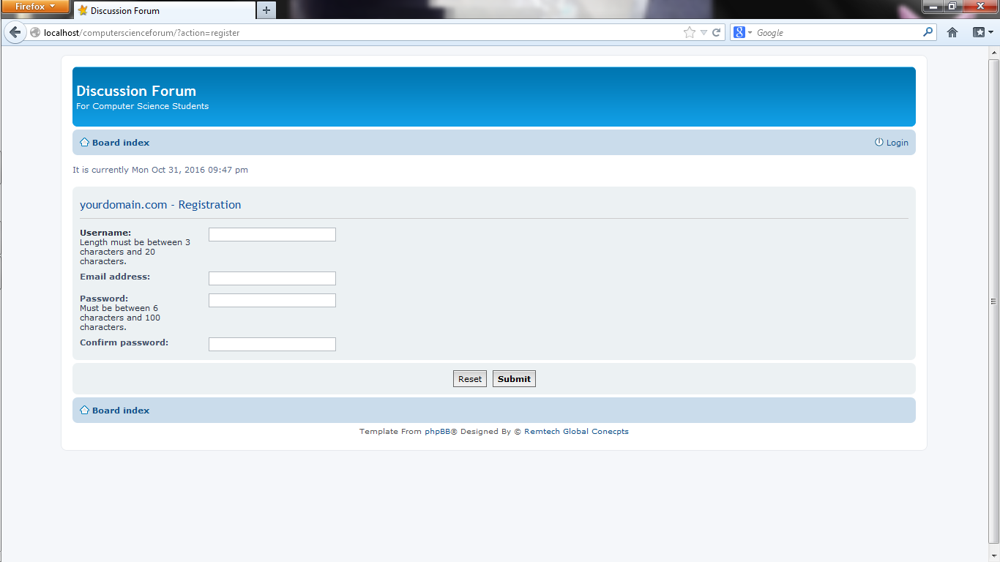 Firefox
Discussion Forum
localhost/computerscienceforum/?action=register
Google
Discussion Forum
For Computer Science Students
Board index
Login
It is currently Mon Oct 31, 2016 09:47 pm
yourdomain.com - Registration
Username:
Length must be between 3
characters and 20
characters.
Email address:
Password:
Must be between 6
characters and 100
characters.
Confirm password:
Reset Submit
Board index
Template From phpBB® Designed By © Remtech Global Conecpts